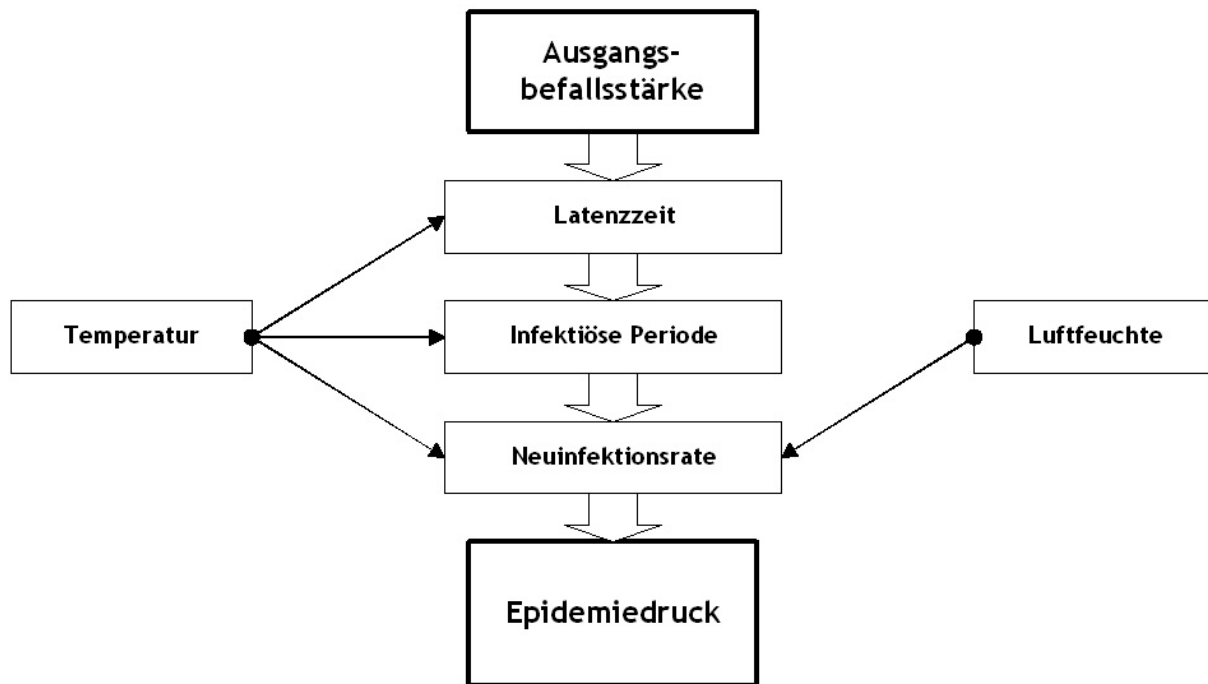 Ausgangs-
befallsstärke
Latenzzeit
Temperatur
Infektiöse Periode
Luftfeuchte
Neuinfektionsrate
Epidemiedruck